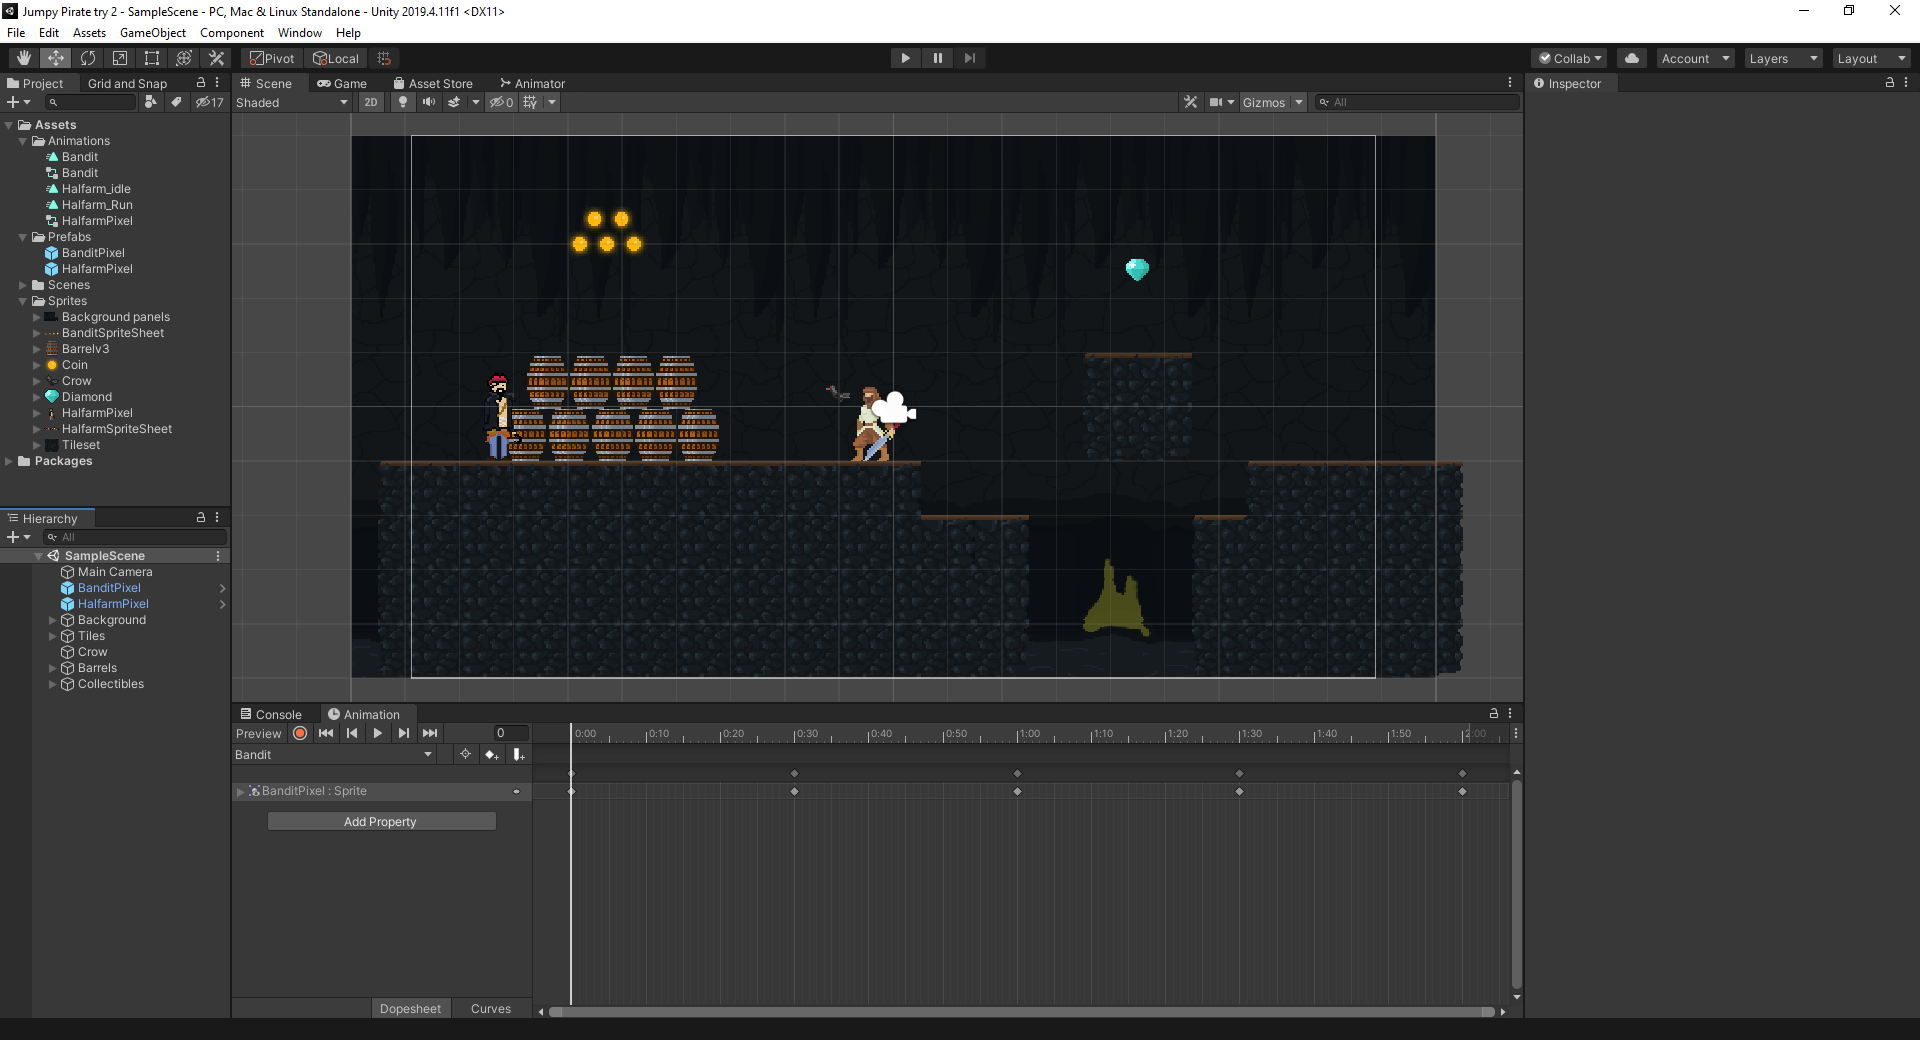 Jumpy Pirate try 2 - SampleScene - PC, Mac & Linux Standalone - Unity 2019.4.11f1 <DX11>
File Edit Assets GameObject Component Window Help
Pivot Local Collab Account Layers Layout
Project Grid and Snap
17
Assets
Animations
Bandit
Bandit
Halfarm_idle
Halfarm_Run
HalfarmPixel
Prefabs
BanditPixel
HalfarmPixel
Scenes
Sprites
Background panels
BanditSpriteSheet
Barrelv3
Coin
Crow
Diamond
HalfarmPixel
HalfarmSpriteSheet
Tileset
Packages
Hierarchy
All
SampleScene
Main Camera
BanditPixel
HalfarmPixel
Background
Tiles
Crow
Barrels
Collectibles
Scene Game Asset Store Animator
Shaded 2D 0 Gizmos All
Console Animation
Preview 0 0:00 0:10 0:20 0:30 0:40 0:50 1:00 1:10 1:20 1:30 1:40 1:50 2:00
Bandit
BanditPixel : Sprite
Add Property
Dopesheet Curves
Inspector